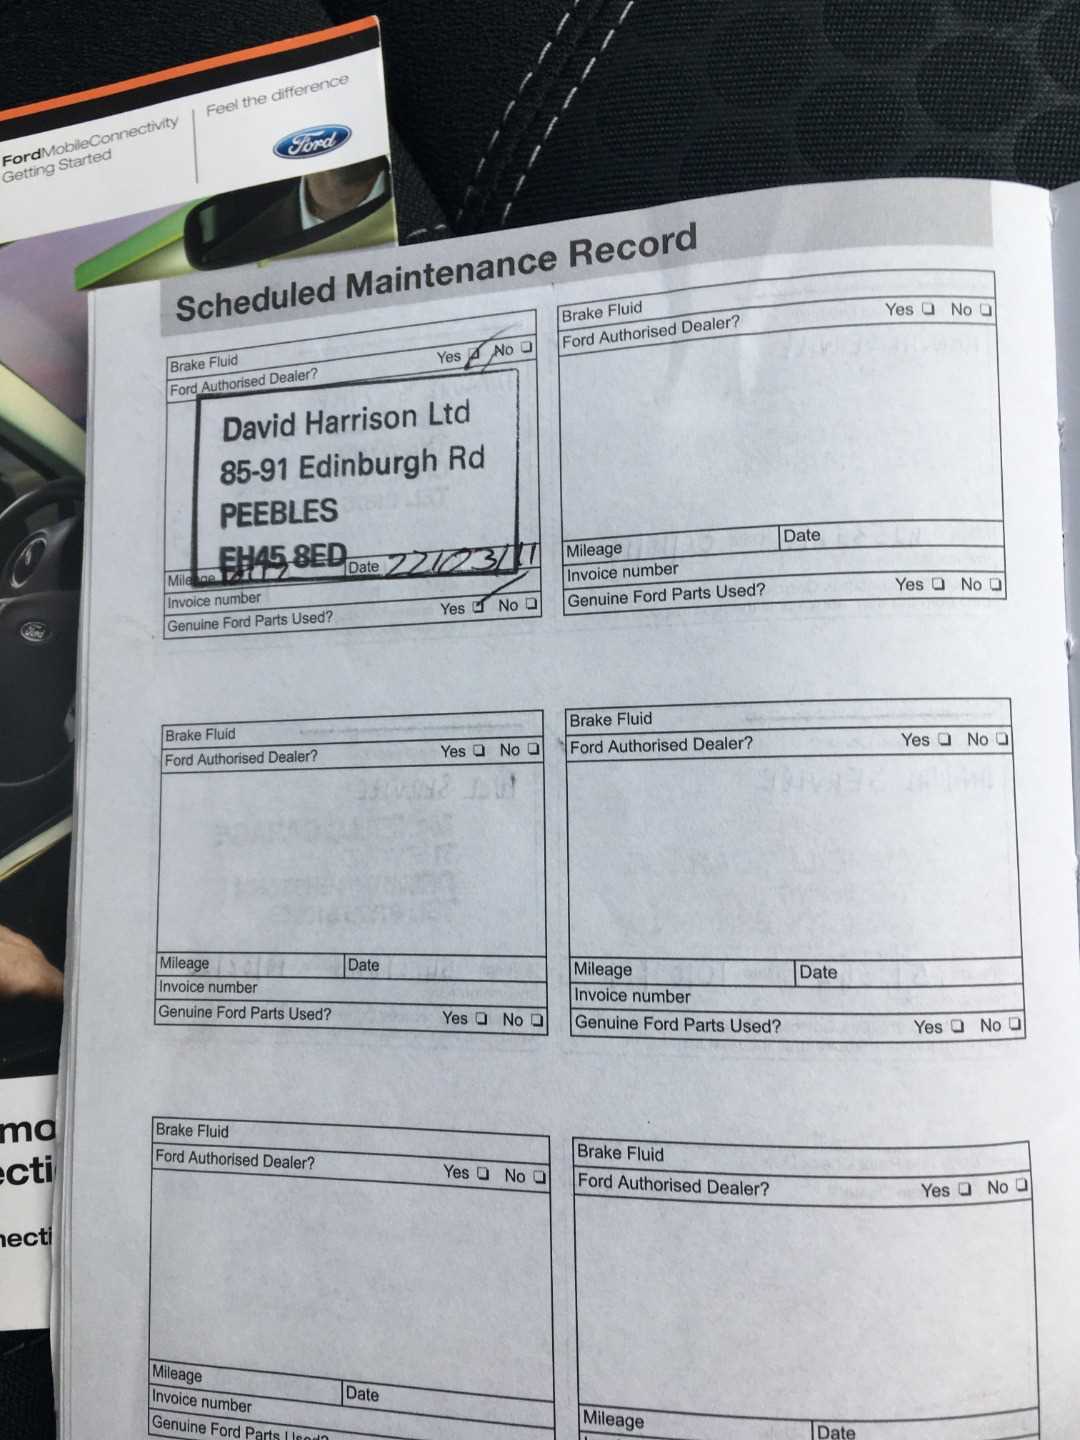 FordMobileConnectivity
Getting Started
Feel the difference
Ford
Scheduled Maintenance Record
Brake Fluid
Ford Authorised Dealer? Yes No
David Harrison Ltd
85-91 Edinburgh Rd
PEEBLES
EH45 8ED
Mileage Date 22/03/11
Invoice number
Genuine Ford Parts Used? Yes No
Brake Fluid
Ford Authorised Dealer? Yes No
Mileage Date
Invoice number
Genuine Ford Parts Used? Yes No
Brake Fluid
Ford Authorised Dealer? Yes No
Mileage Date
Invoice number
Genuine Ford Parts Used? Yes No
Brake Fluid
Ford Authorised Dealer? Yes No
Mileage Date
Invoice number
Genuine Ford Parts Used? Yes No
Brake Fluid
Ford Authorised Dealer? Yes No
Mileage Date
Invoice number
Genuine Ford Parts Used?
Brake Fluid
Ford Authorised Dealer? Yes No
Mileage Date
Ford
mo
ecti
necti